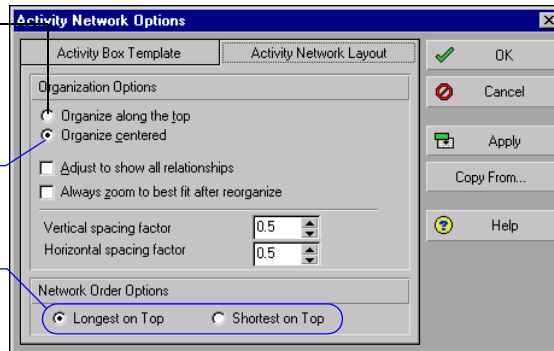 Activity Network Options
Activity Box Template
Activity Network Layout
Organization Options
Organize along the top
Organize centered
Adjust to show all relationships
Always zoom to best fit after reorganize
Vertical spacing factor 0.5
Horizontal spacing factor 0.5
Network Order Options
Longest on Top
Shortest on Top
OK
Cancel
Apply
Copy From...
Help